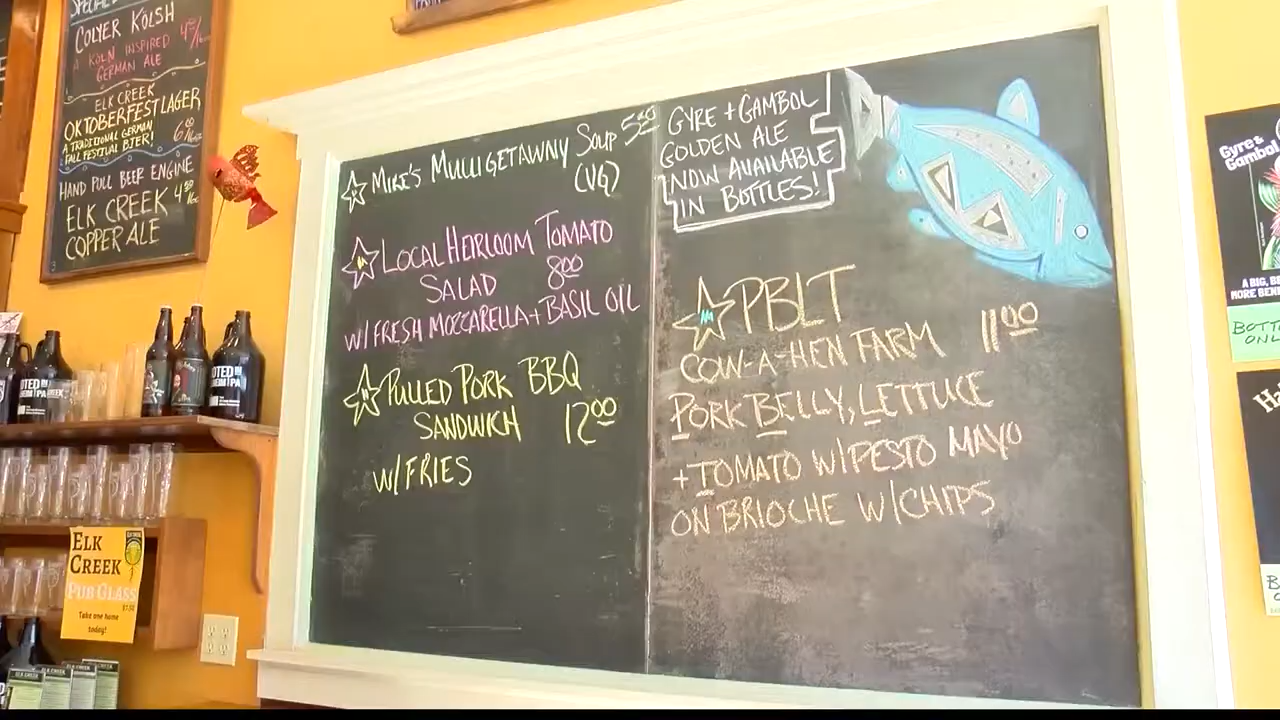 COLYER KOLSH
A KOLN INSPIRED
GERMAN ALE
ELK CREEK
OKTOBERFEST LAGER
A TRADITIONAL GERMAN
FALL FESTIVAL BIER!
HAND PULL BEER ENGINE
ELK CREEK
COPPER ALE
MIKE'S MULLIGETAWNY SOUP 5.50
(VG)
LOCAL HEIRLOOM TOMATO
SALAD 8.00
W/ FRESH MOZZARELLA + BASIL OIL
PULLED PORK BBQ
SANDWICH 12.00
W/ FRIES
GYRE + GAMBOL
GOLDEN ALE
NOW AVAILABLE
IN BOTTLES!
PBLT
COW-A-HEN FARM 11.00
PORK BELLY, LETTUCE
+ TOMATO W/ PESTO MAYO
ON BRIOCHE W/ CHIPS
ELK
CREEK
PUB GLASS
Take one home
today!
Gyre &
Gambol